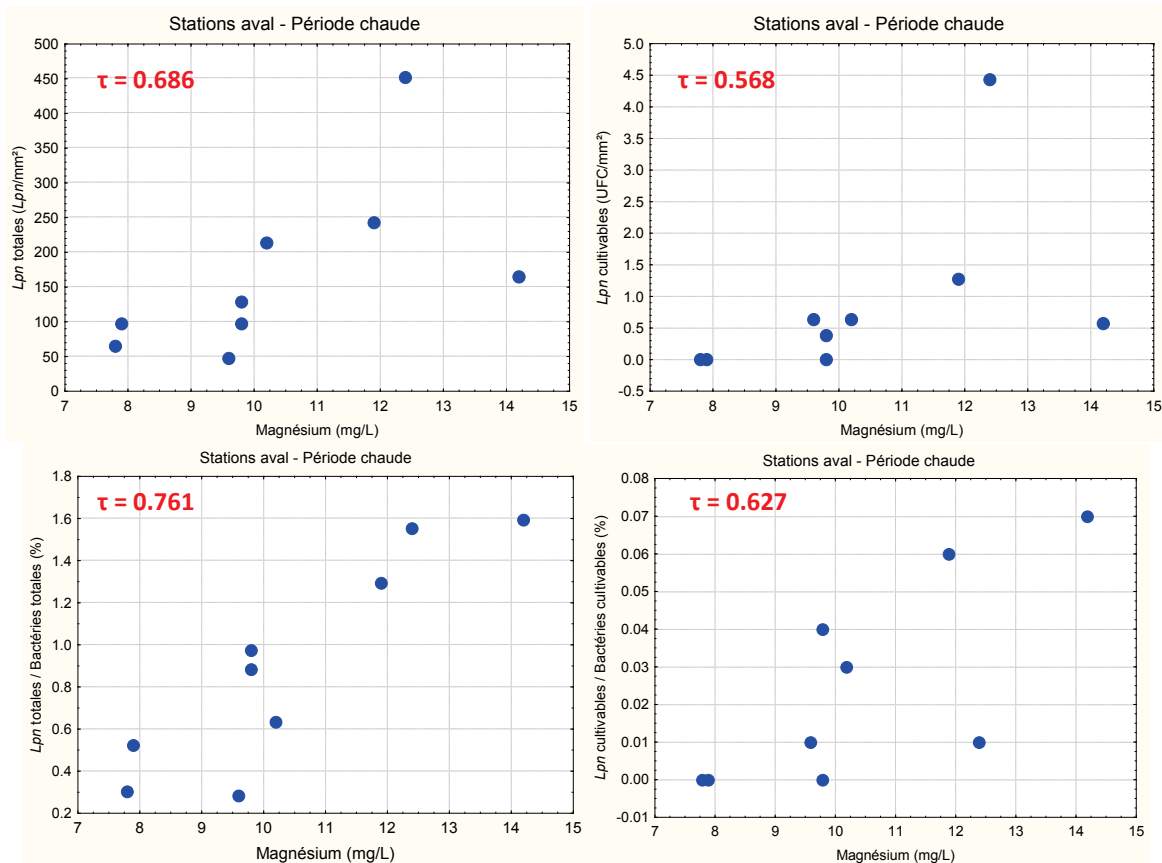 Stations aval - Période chaude
τ = 0.686
500
450
400
350
300
250
200
150
100
50
0
Lpn totales (Lpn/mm²)
7 8 9 10 11 12 13 14 15
Magnésium (mg/L)
Stations aval - Période chaude
τ = 0.568
5.0
4.5
4.0
3.5
3.0
2.5
2.0
1.5
1.0
0.5
0.0
-0.5
Lpn cultivables (UFC/mm²)
7 8 9 10 11 12 13 14 15
Magnésium (mg/L)
Stations aval - Période chaude
τ = 0.761
1.8
1.6
1.4
1.2
1.0
0.8
0.6
0.4
0.2
Lpn totales / Bactéries totales (%)
7 8 9 10 11 12 13 14 15
Magnésium (mg/L)
Stations aval - Période chaude
τ = 0.627
0.08
0.07
0.06
0.05
0.04
0.03
0.02
0.01
0.00
-0.01
Lpn cultivables / Bactéries cultivables (%)
7 8 9 10 11 12 13 14 15
Magnésium (mg/L)